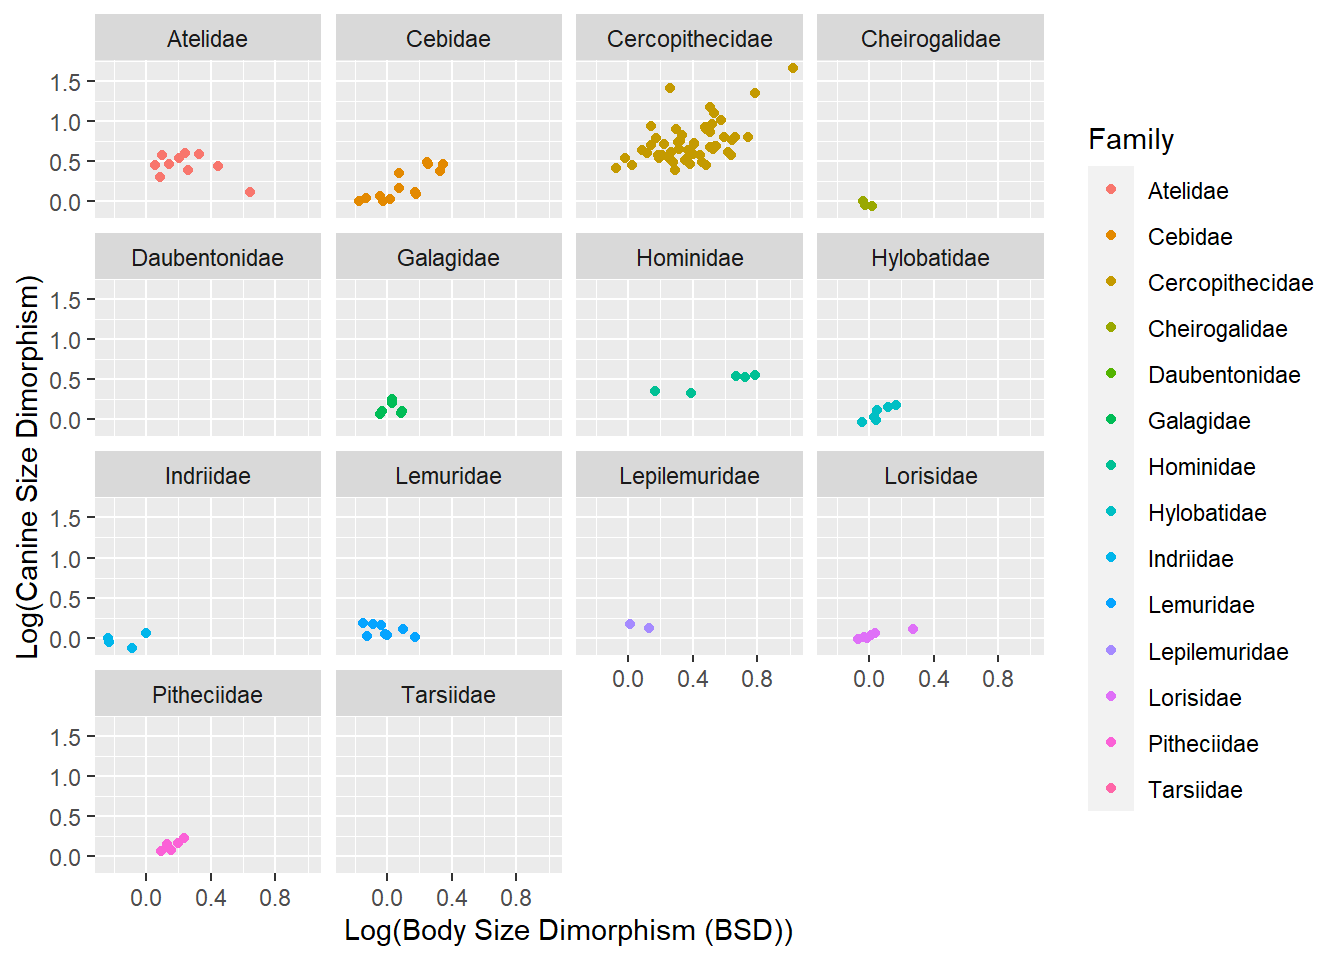 Atelidae Cebidae Cercopithecidae Cheirogalidae
1.5
1.0
0.5
0.0
Daubentonidae Galagidae Hominidae Hylobatidae
1.5
1.0
0.5
0.0
Indriidae Lemuridae Lepilemuridae Lorisidae
1.5
1.0
0.5
0.0
0.0 0.4 0.8 0.0 0.4 0.8
Pitheciidae Tarsiidae
1.5
1.0
0.5
0.0
0.0 0.4 0.8 0.0 0.4 0.8
Log(Body Size Dimorphism (BSD))
Log(Canine Size Dimorphism)
Family
Atelidae
Cebidae
Cercopithecidae
Cheirogalidae
Daubentonidae
Galagidae
Hominidae
Hylobatidae
Indriidae
Lemuridae
Lepilemuridae
Lorisidae
Pitheciidae
Tarsiidae